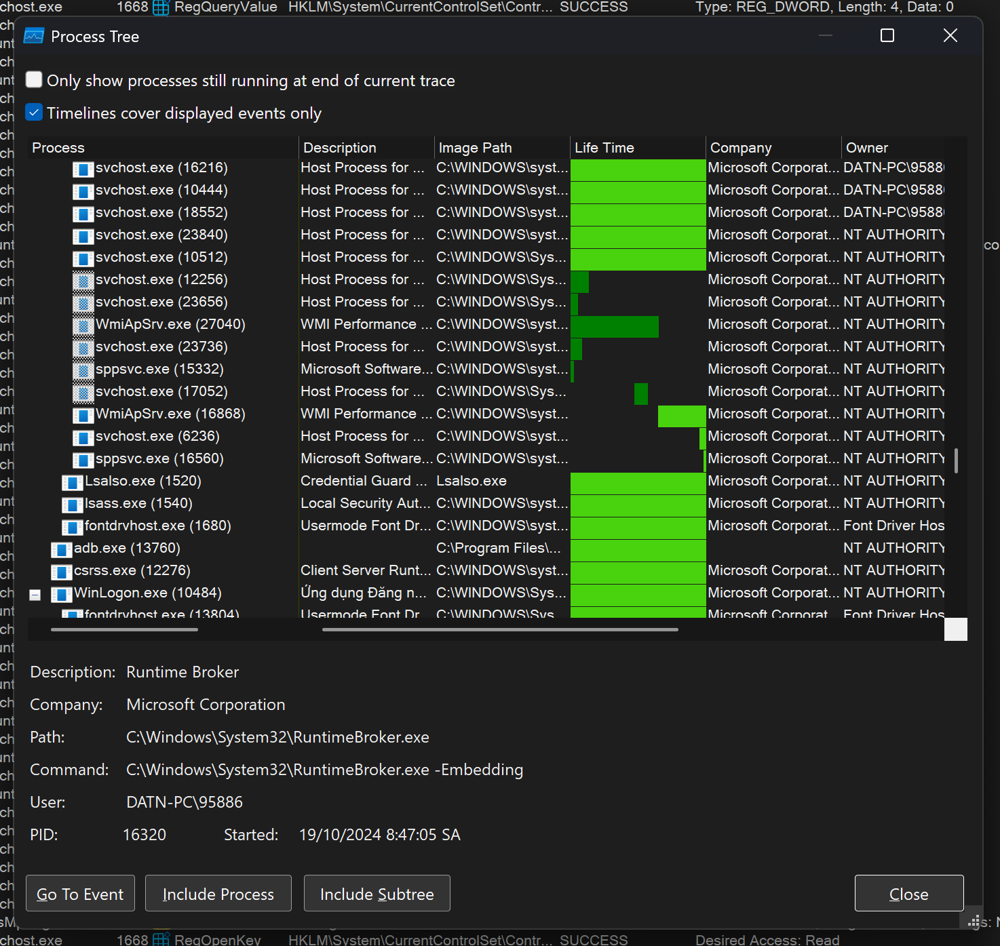 chost.exe 1668 RegQueryValue HKLM\System\CurrentControlSet\Contr... SUCCESS Type: REG_DWORD, Length: 4, Data: 0
Process Tree
Only show processes still running at end of current trace
Timelines cover displayed events only
Process Description Image Path Life Time Company Owner
svchost.exe (16216) Host Process for ... C:\WINDOWS\syst... Microsoft Corporat... DATN-PC\9588
svchost.exe (10444) Host Process for ... C:\WINDOWS\syst... Microsoft Corporat... DATN-PC\9588
svchost.exe (18552) Host Process for ... C:\WINDOWS\syst... Microsoft Corporat... DATN-PC\9588
svchost.exe (23840) Host Process for ... C:\WINDOWS\syst... Microsoft Corporat... NT AUTHORITY
svchost.exe (10512) Host Process for ... C:\WINDOWS\Sys... Microsoft Corporat... NT AUTHORITY
svchost.exe (12256) Host Process for ... C:\WINDOWS\Sys... Microsoft Corporat... NT AUTHORITY
svchost.exe (23656) Host Process for ... C:\WINDOWS\Sys... Microsoft Corporat... NT AUTHORITY
WmiApSrv.exe (27040) WMI Performance ... C:\WINDOWS\syst... Microsoft Corporat... NT AUTHORITY
svchost.exe (23736) Host Process for ... C:\WINDOWS\syst... Microsoft Corporat... NT AUTHORITY
sppsvc.exe (15332) Microsoft Software... C:\WINDOWS\syst... Microsoft Corporat... NT AUTHORITY
svchost.exe (17052) Host Process for ... C:\WINDOWS\Sys... Microsoft Corporat... NT AUTHORITY
WmiApSrv.exe (16868) WMI Performance ... C:\WINDOWS\syst... Microsoft Corporat... NT AUTHORITY
svchost.exe (6236) Host Process for ... C:\WINDOWS\syst... Microsoft Corporat... NT AUTHORITY
sppsvc.exe (16560) Microsoft Software... C:\WINDOWS\syst... Microsoft Corporat... NT AUTHORITY
LsaIso.exe (1520) Credential Guard ... LsaIso.exe Microsoft Corporat... NT AUTHORITY
lsass.exe (1540) Local Security Aut... C:\WINDOWS\syst... Microsoft Corporat... NT AUTHORITY
fontdrvhost.exe (1680) Usermode Font Dr... C:\WINDOWS\syst... Microsoft Corporat... Font Driver Hos
adb.exe (13760) C:\Program Files\... NT AUTHORITY
csrss.exe (12276) Client Server Runt... C:\WINDOWS\syst... Microsoft Corporat... NT AUTHORITY
WinLogon.exe (10484) Ứng dụng Đăng n... C:\WINDOWS\Sys... Microsoft Corporat... NT AUTHORITY
fontdrvhost.exe (13804) Usermode Font Dr... C:\WINDOWS\Sys... Microsoft Corporat... Font Driver Hos
Description: Runtime Broker
Company: Microsoft Corporation
Path: C:\Windows\System32\RuntimeBroker.exe
Command: C:\Windows\System32\RuntimeBroker.exe -Embedding
User: DATN-PC\95886
PID: 16320 Started: 19/10/2024 8:47:05 SA
Go To Event Include Process Include Subtree Close
chost.exe 1668 RegOpenKey HKLM\System\CurrentControlSet\Contr... SUCCESS Desired Access: Read